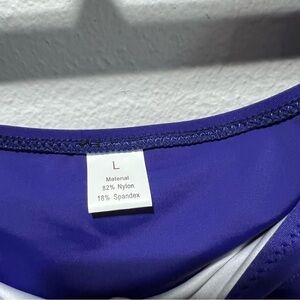 L
Material
82% Nylon
18% Spandex